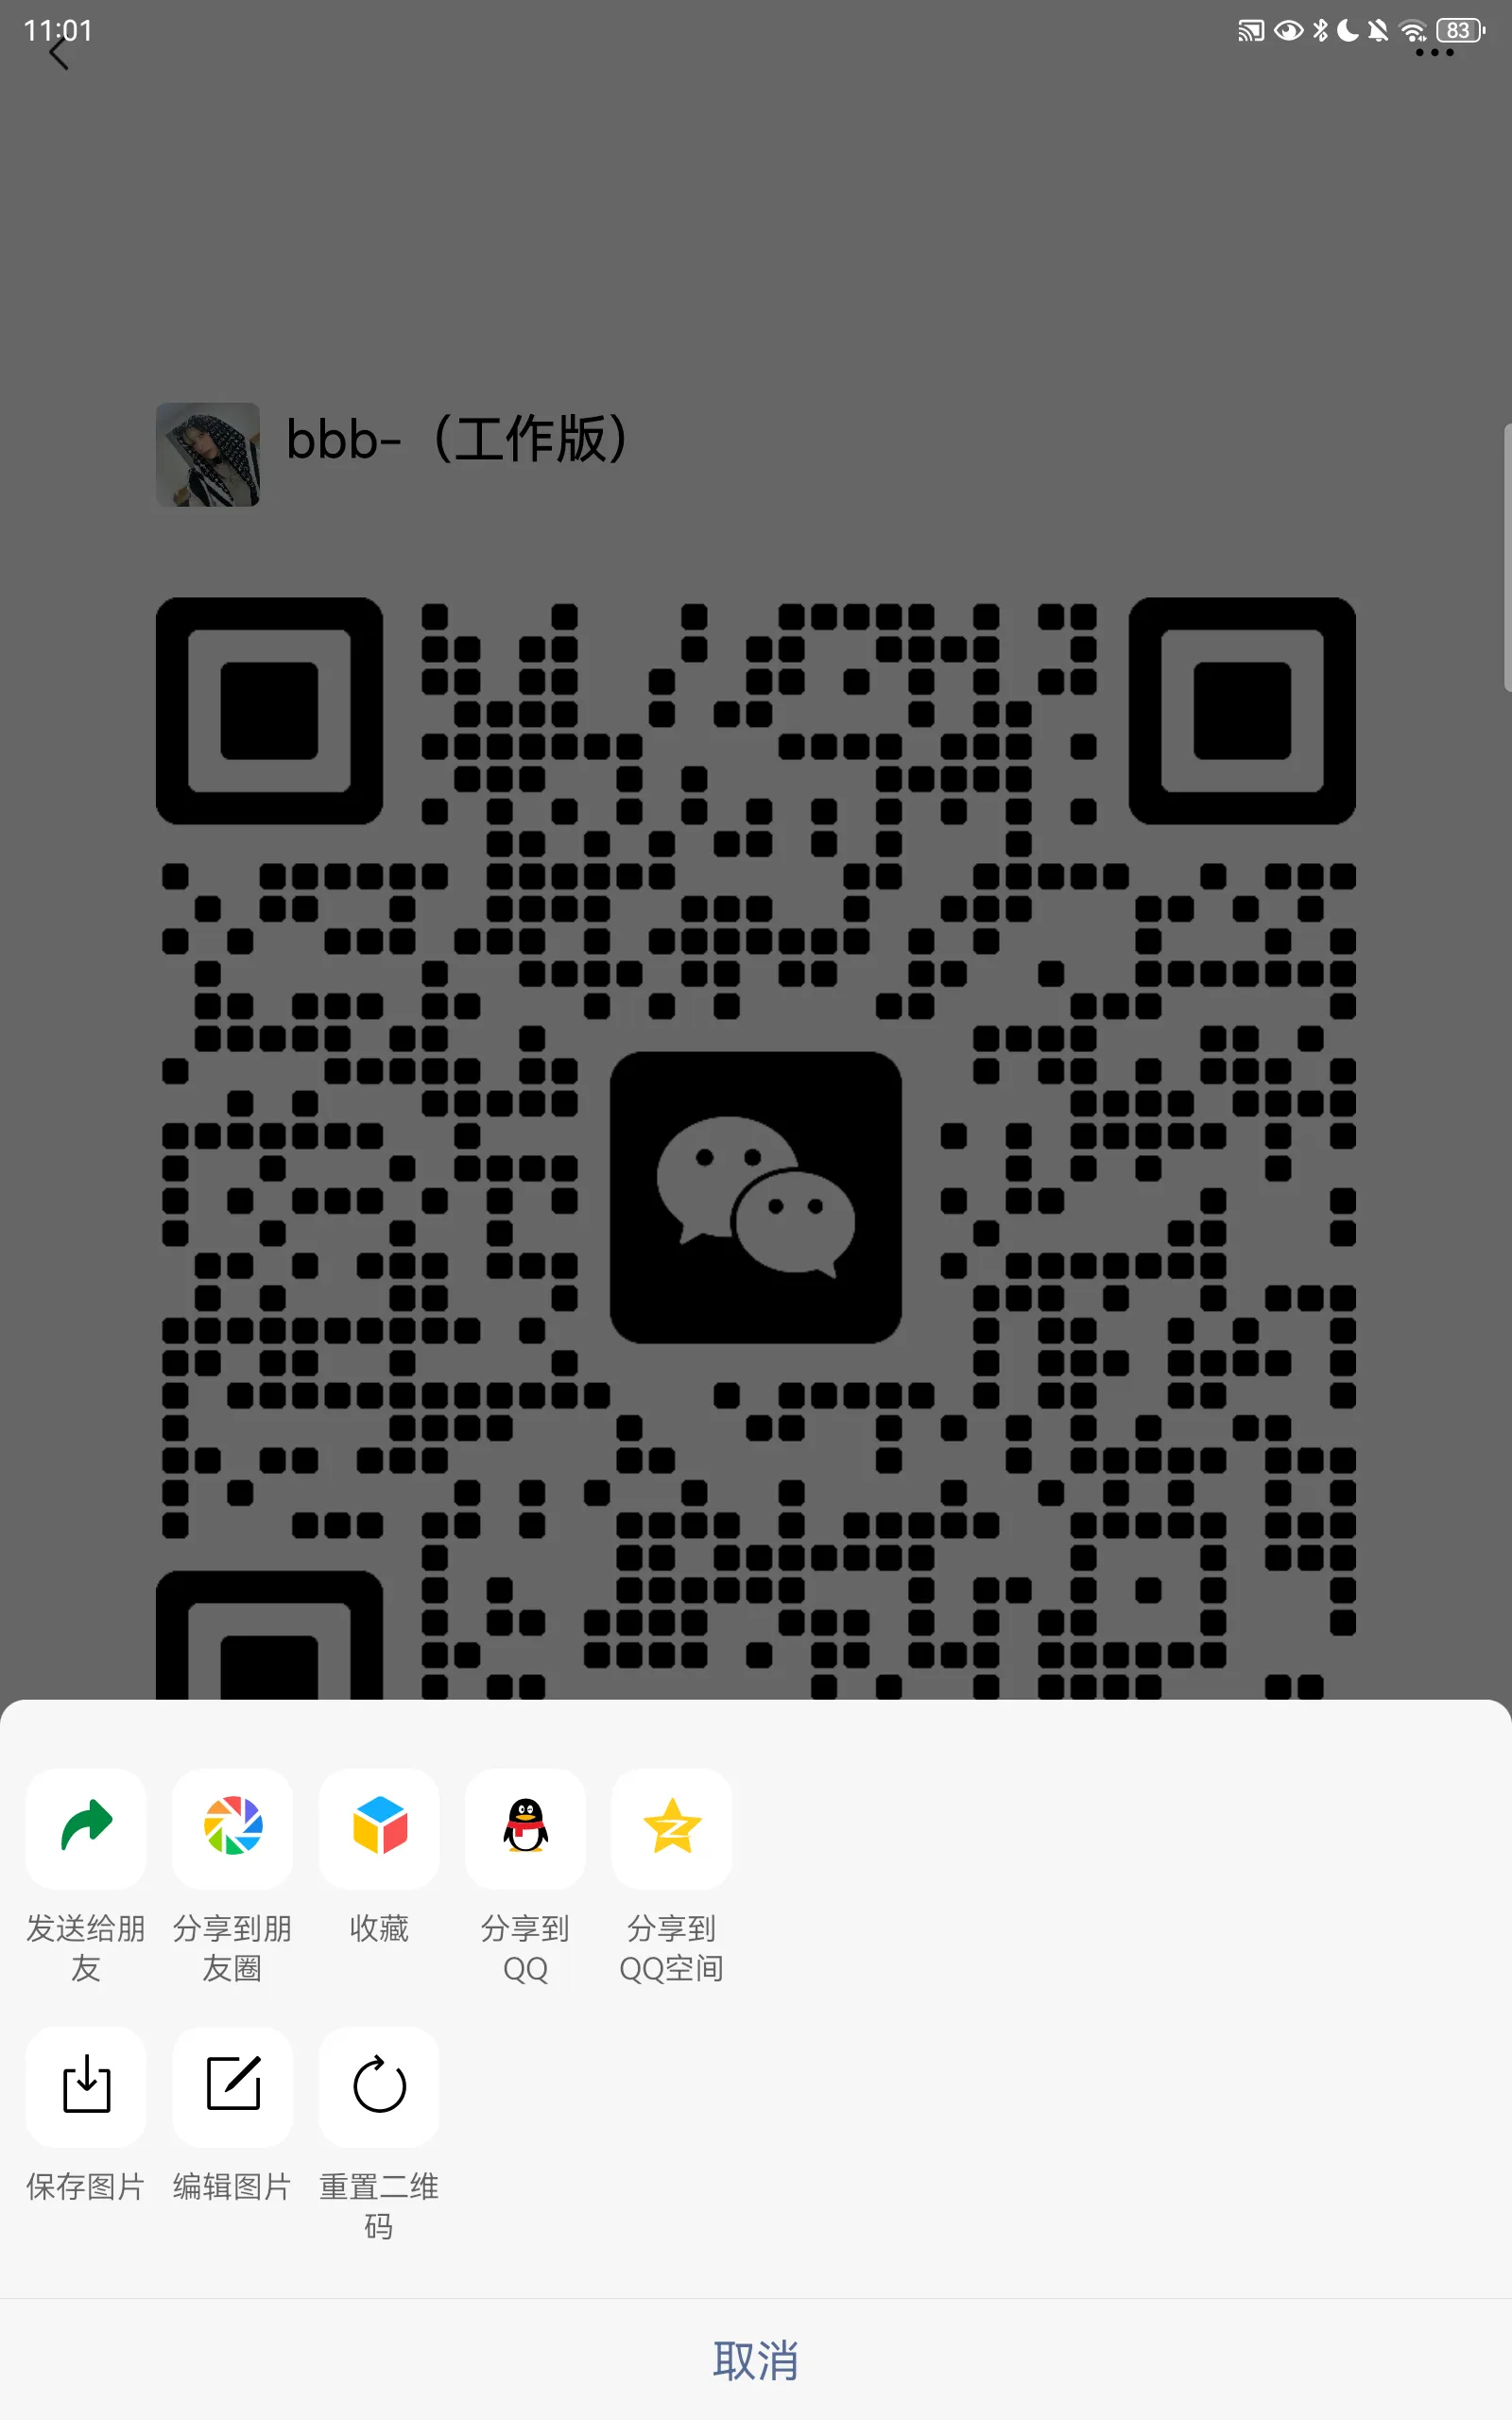 11:01
83
bbb-（工作版）
发送给朋
友
分享到朋
友圈
收藏
分享到
QQ
分享到
QQ空间
保存图片
编辑图片
重置二维
码
取消